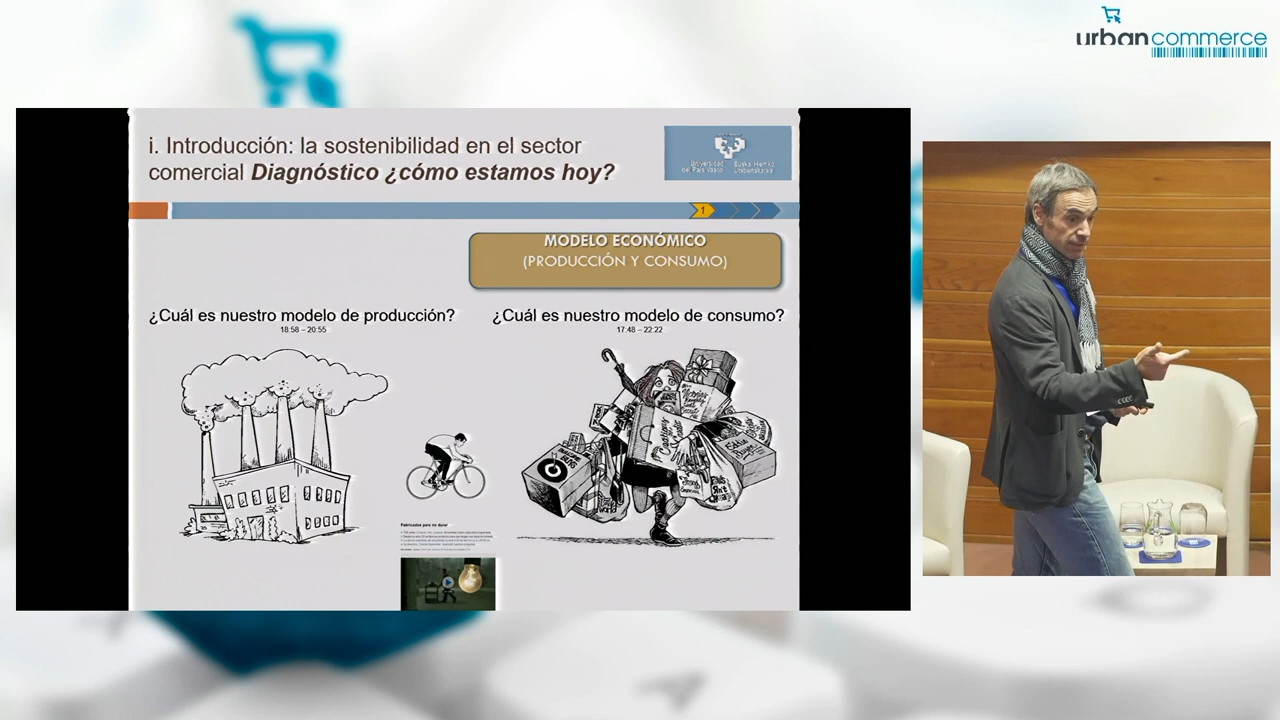 urbancommerce
i. Introducción: la sostenibilidad en el sector
comercial Diagnóstico ¿cómo estamos hoy?
Universidad
del País Vasco
Euskal Herriko
Unibertsitatea
1
MODELO ECONÓMICO
(PRODUCCIÓN Y CONSUMO)
¿Cuál es nuestro modelo de producción?
18:58 – 20:55
¿Cuál es nuestro modelo de consumo?
17:48 – 22:22
Fabricados para no durar